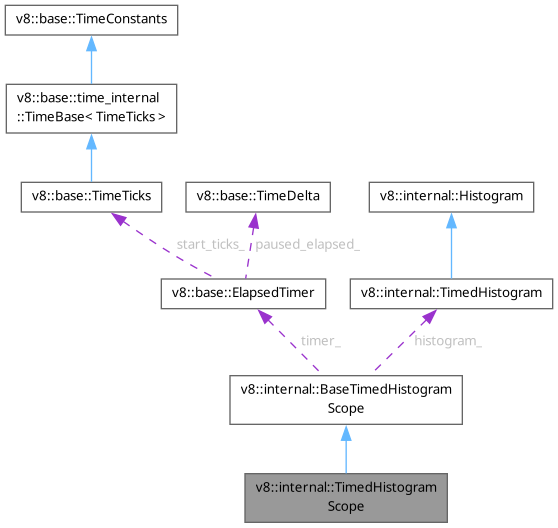 v8::base::TimeConstants
v8::base::time_internal
::TimeBase< TimeTicks >
v8::base::TimeTicks
v8::base::TimeDelta
v8::internal::Histogram
start_ticks_
paused_elapsed_
v8::base::ElapsedTimer
v8::internal::TimedHistogram
timer_
histogram_
v8::internal::BaseTimedHistogram
Scope
v8::internal::TimedHistogram
Scope